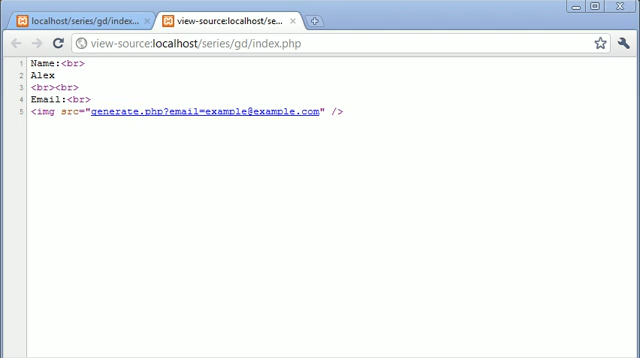 localhost/series/gd/index...
view-source:localhost/se...
view-source:localhost/series/gd/index.php
1 Name:<br>
2 Alex
3 <br><br>
4 Email:<br>
5 <img src="generate.php?email=example@example.com" />